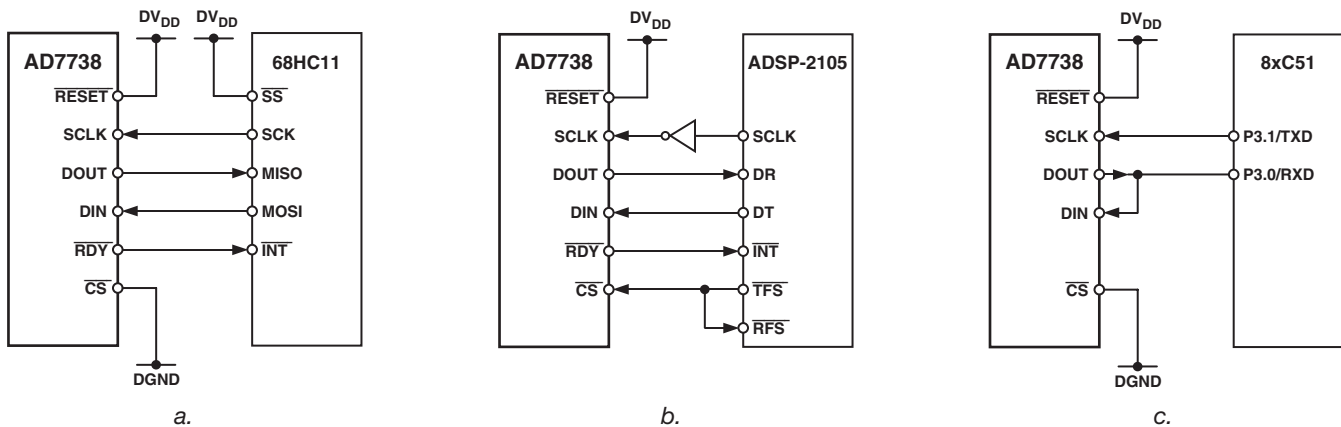 DVDD DVDD
AD7738 68HC11
RESET SS
SCLK SCK
DOUT MISO
DIN MOSI
RDY INT
CS
DGND
a.
DVDD
AD7738 ADSP-2105
RESET
SCLK SCLK
DOUT DR
DIN DT
RDY INT
CS TFS
RFS
b.
DVDD
AD7738 8xC51
RESET
SCLK P3.1/TXD
DOUT P3.0/RXD
DIN
CS
DGND
c.